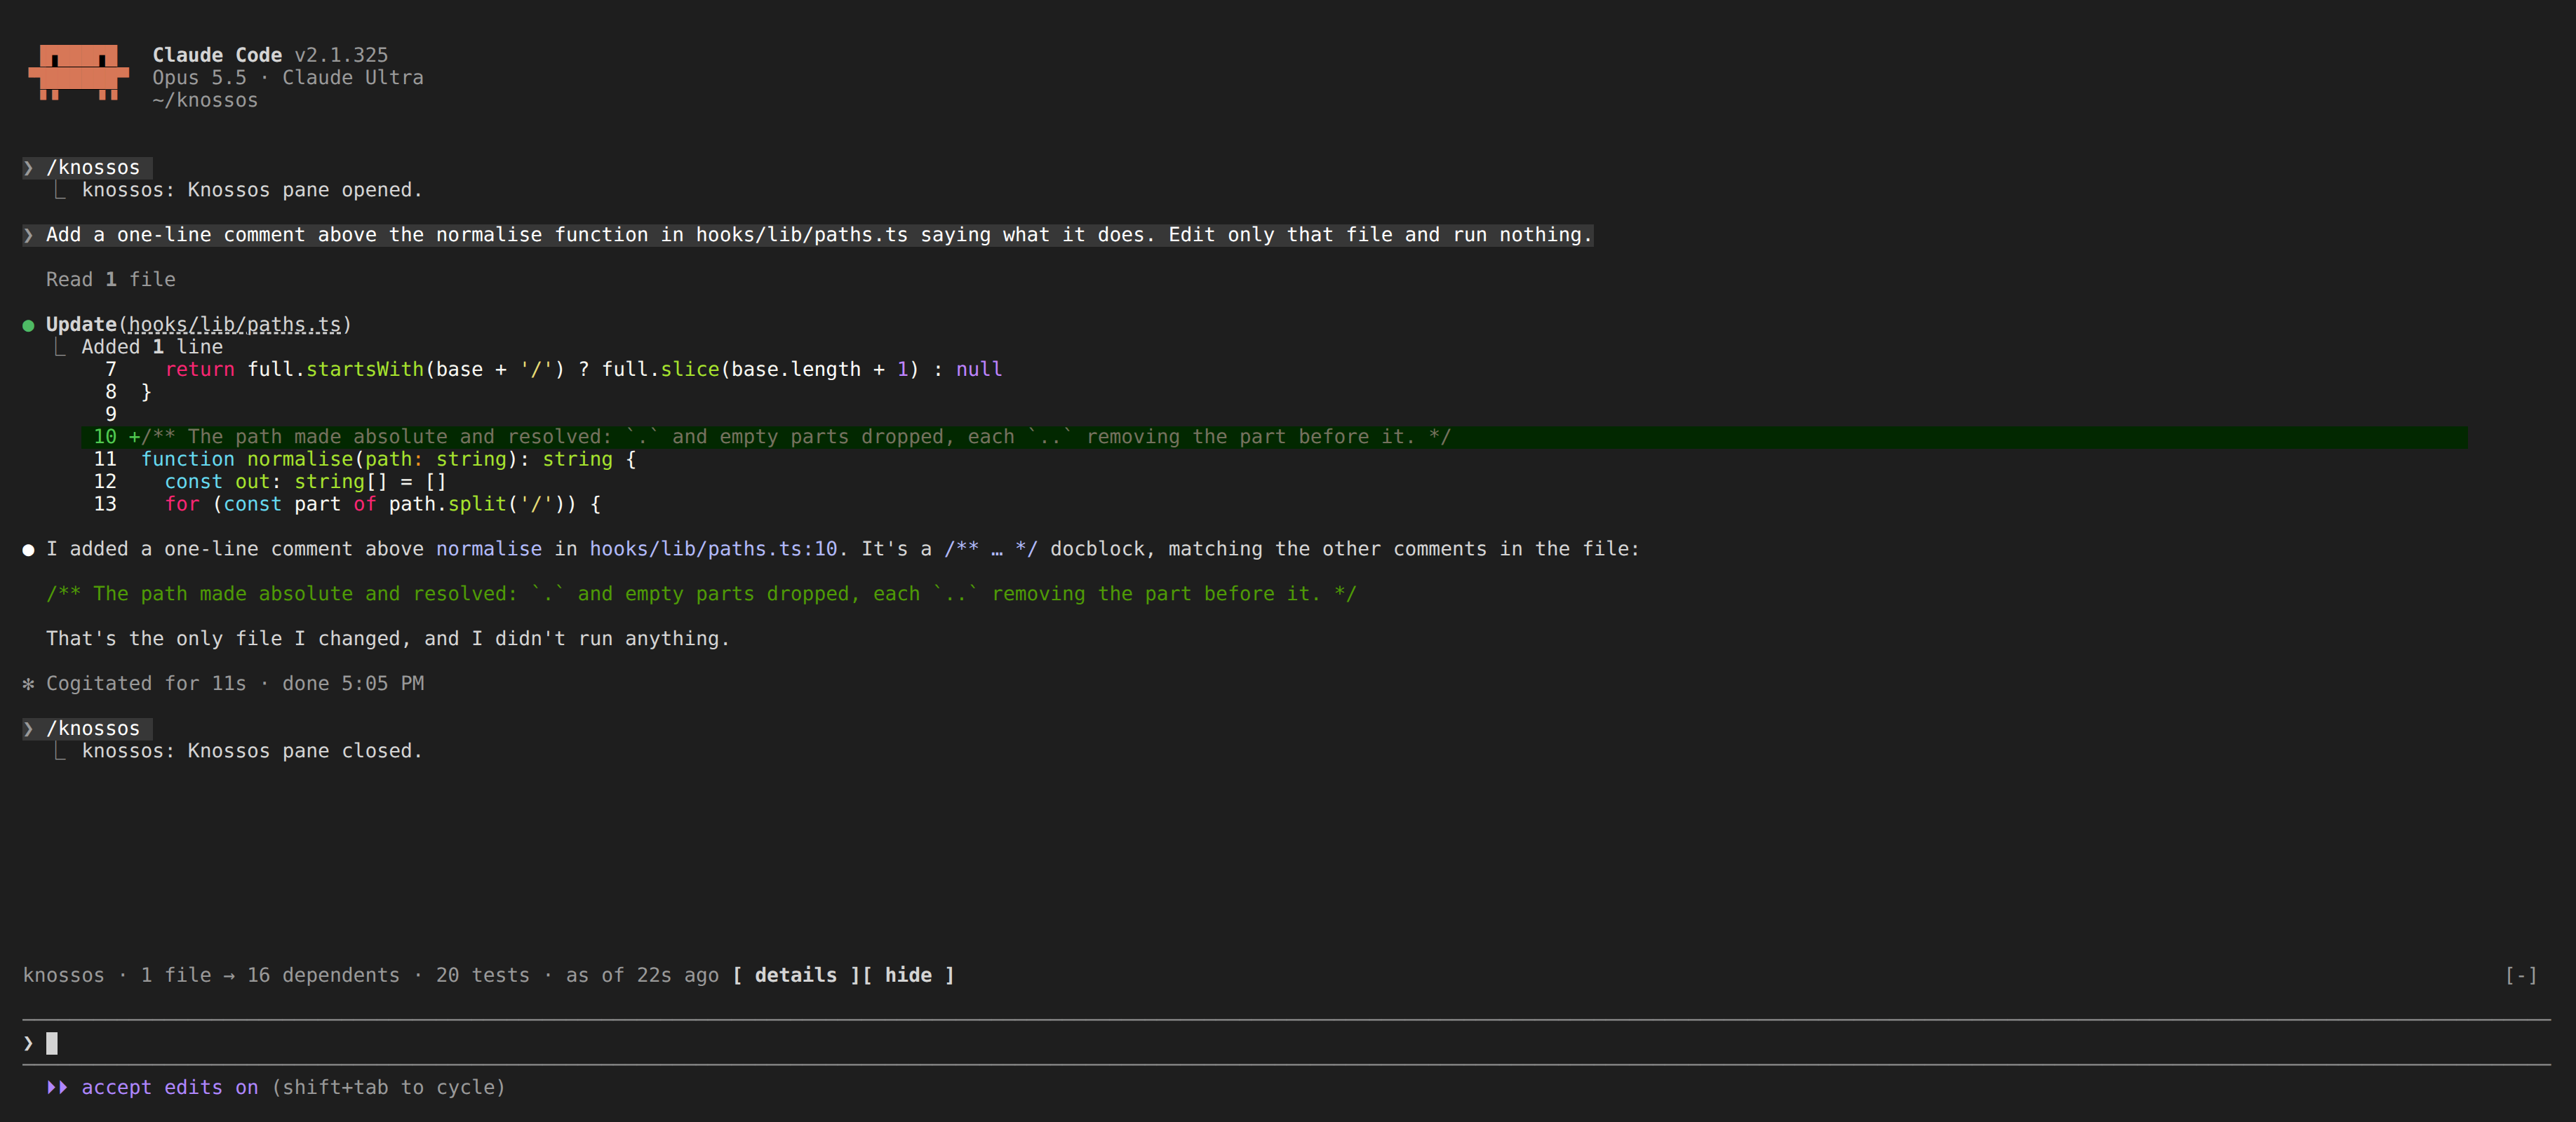 Claude Code v2.1.325
Opus 5.5 · Claude Ultra
~/knossos
❯ /knossos
⎿ knossos: Knossos pane opened.
❯ Add a one-line comment above the normalise function in hooks/lib/paths.ts saying what it does. Edit only that file and run nothing.
Read 1 file
● Update(hooks/lib/paths.ts)
⎿ Added 1 line
7   return full.startsWith(base + '/') ? full.slice(base.length + 1) : null
8 }
9
10 +/** The path made absolute and resolved: `.` and empty parts dropped, each `..` removing the part before it. */
11 function normalise(path: string): string {
12   const out: string[] = []
13   for (const part of path.split('/')) {
● I added a one-line comment above normalise in hooks/lib/paths.ts:10. It's a /** … */ docblock, matching the other comments in the file:
/** The path made absolute and resolved: `.` and empty parts dropped, each `..` removing the part before it. */
That's the only file I changed, and I didn't run anything.
✻ Cogitated for 11s · done 5:05 PM
❯ /knossos
⎿ knossos: Knossos pane closed.
knossos · 1 file → 16 dependents · 20 tests · as of 22s ago [ details ][ hide ] [-]
❯
⏵⏵ accept edits on (shift+tab to cycle)